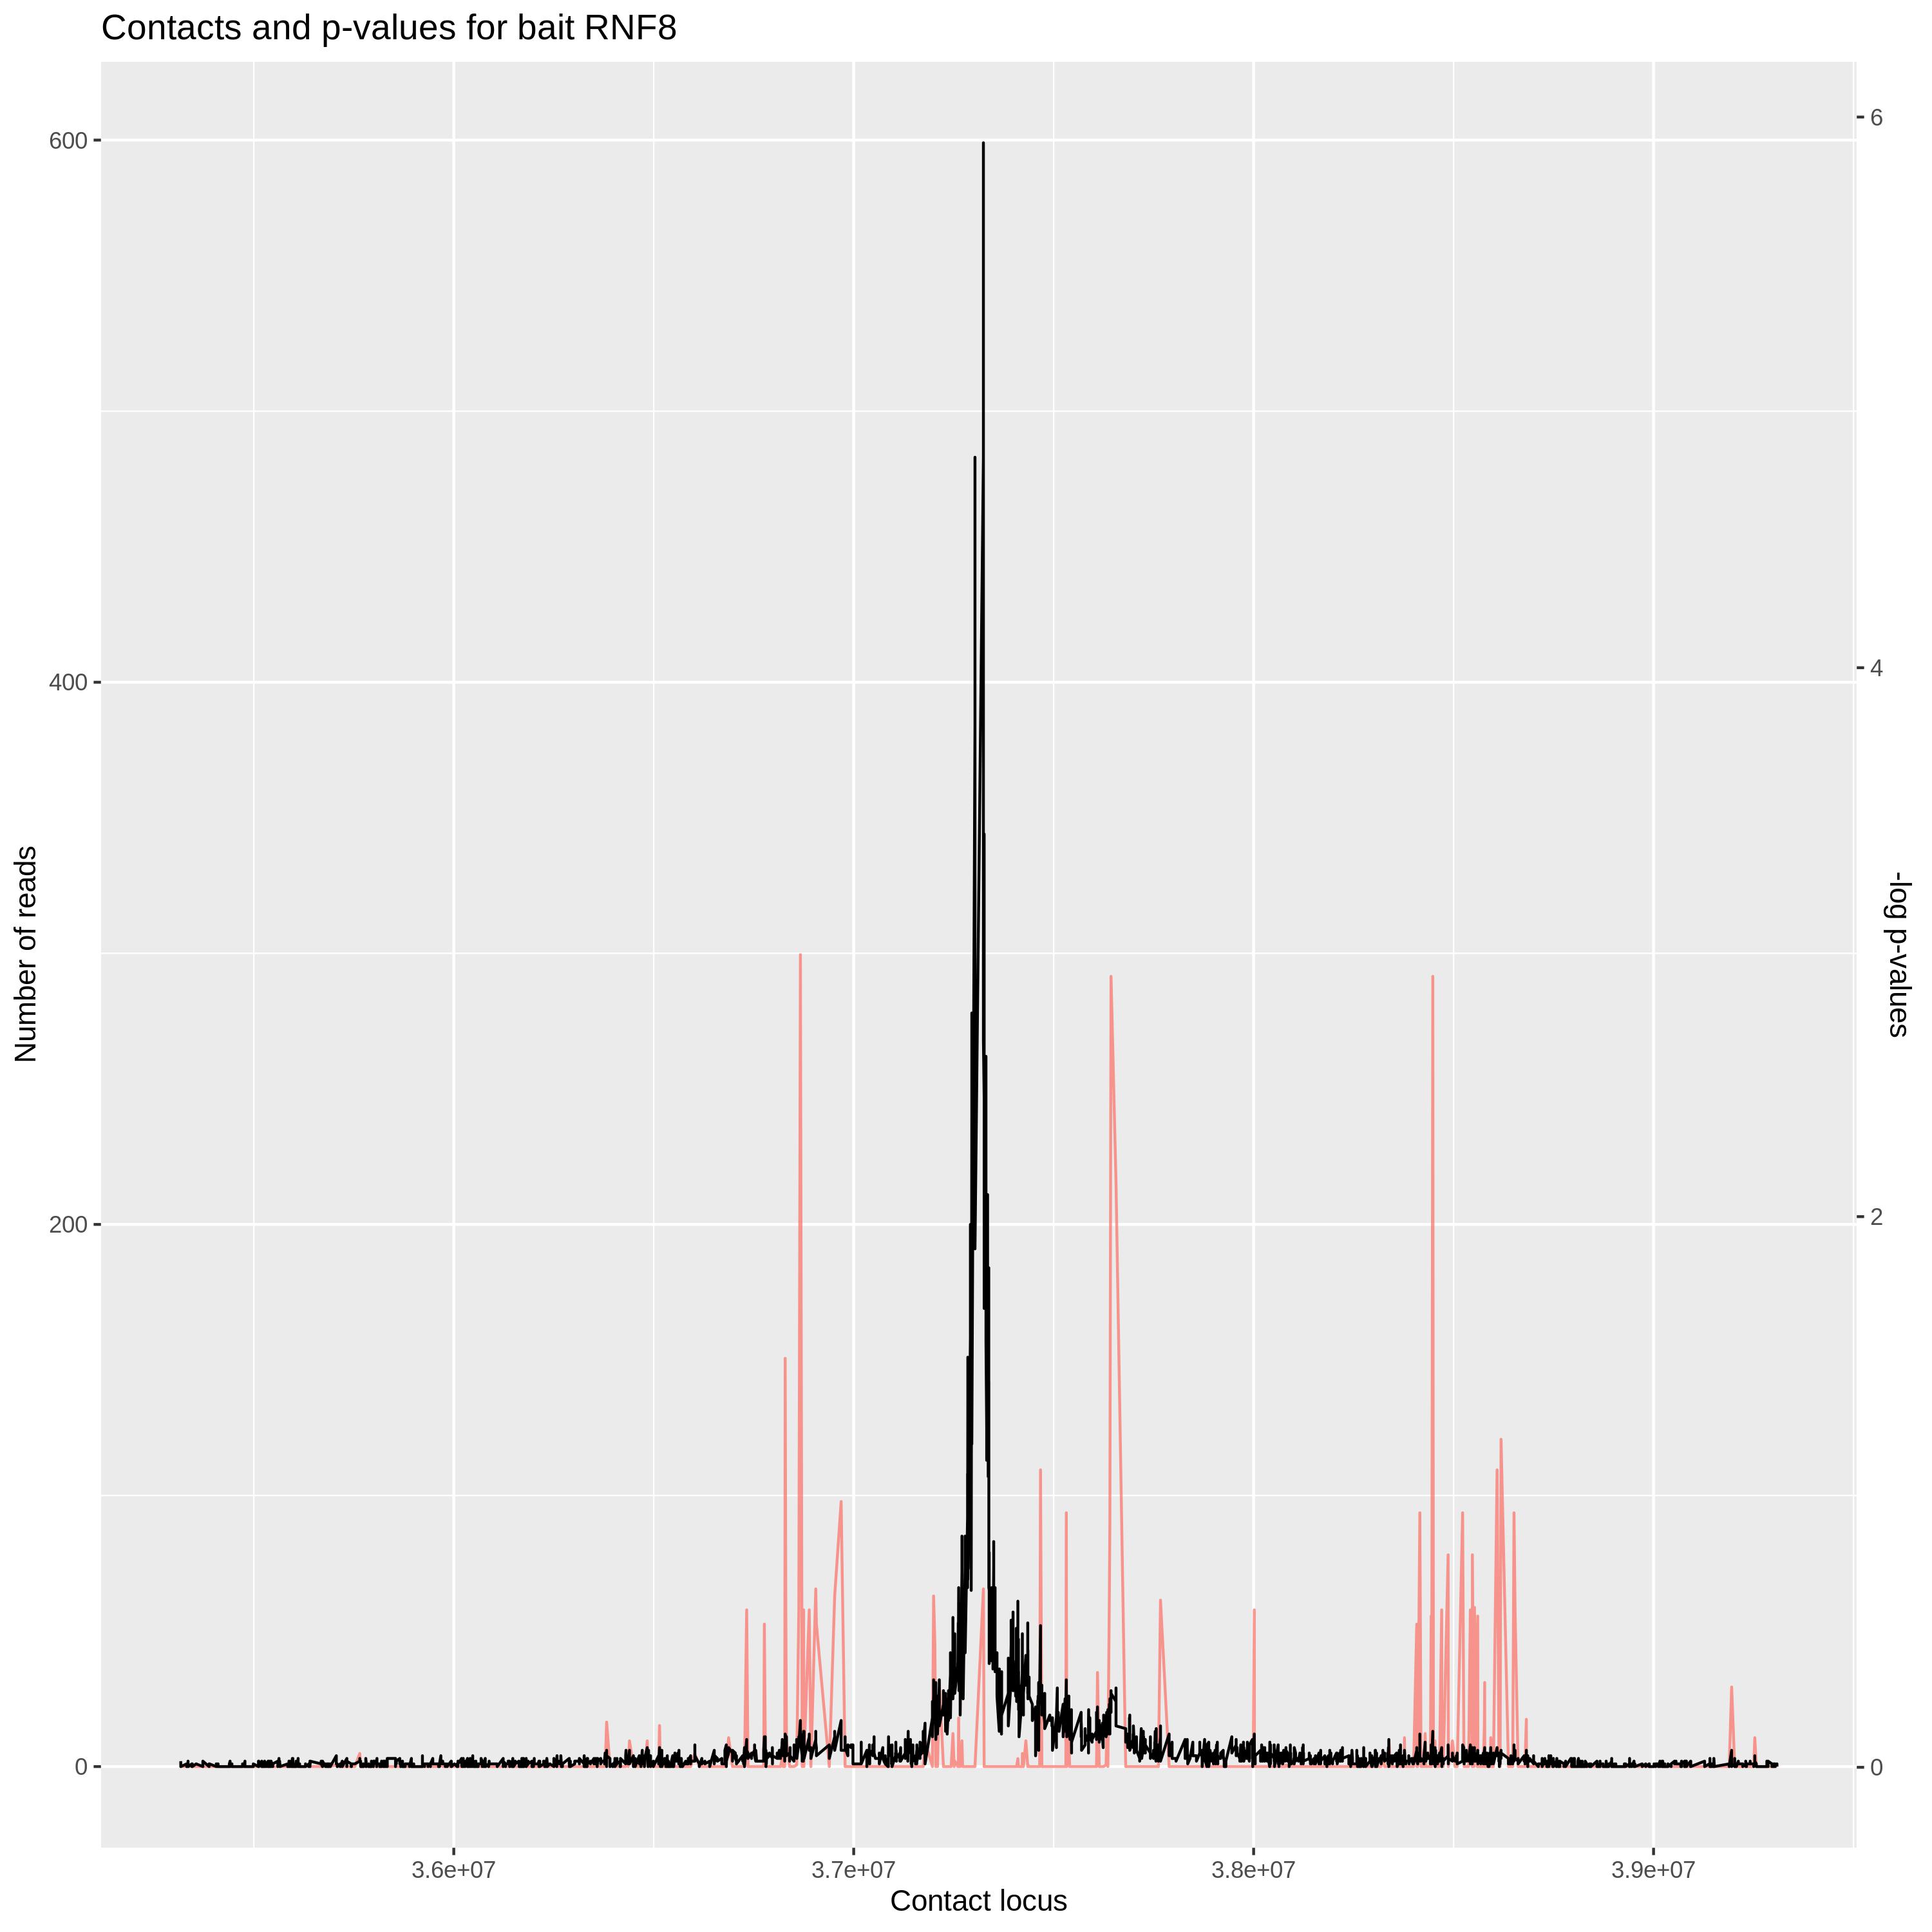 Contacts and p-values for bait RNF8
600
400
200
0
6
4
2
0
Number of reads
-log p-values
3.6e+07 3.7e+07 3.8e+07 3.9e+07
Contact locus